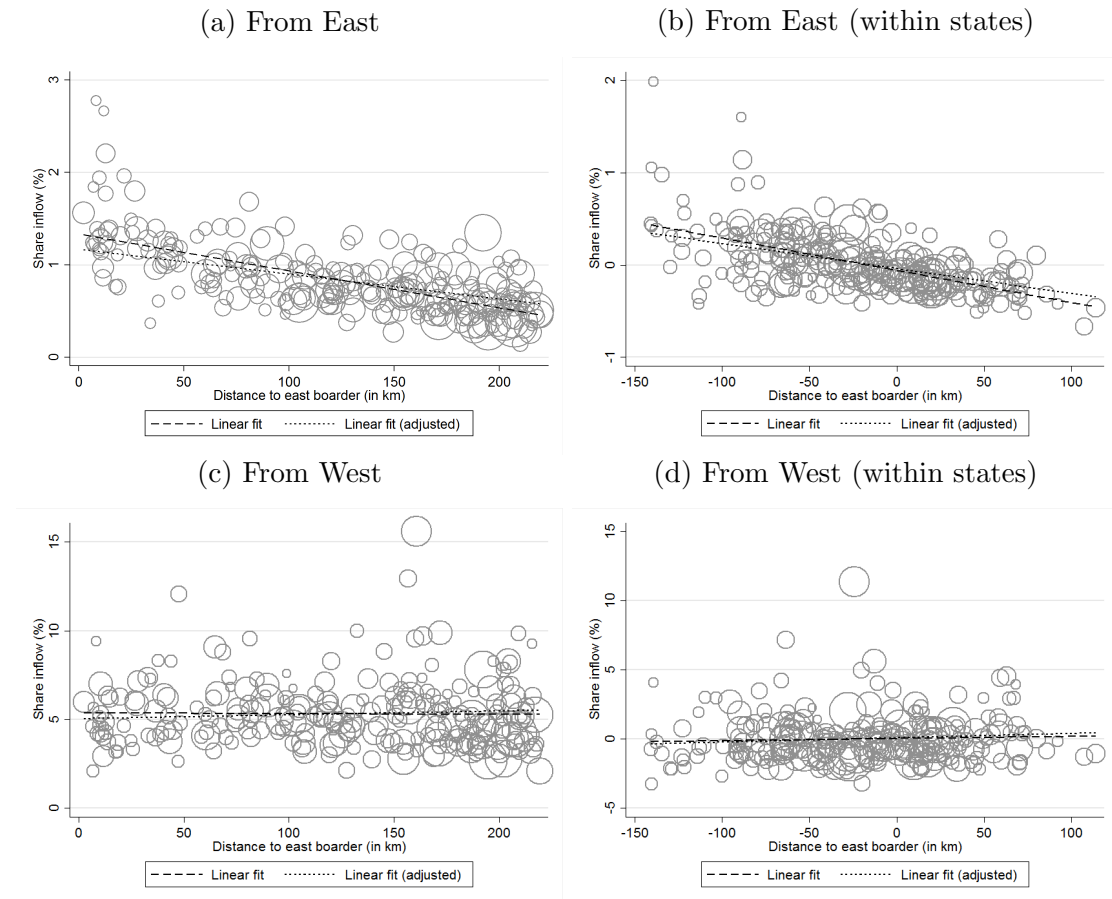 (a) From East
(b) From East (within states)
Share inflow (%)
3
2
1
0
0 50 100 150 200
Distance to east boarder (in km)
Linear fit Linear fit (adjusted)
Share inflow (%)
2
1
0
-1
-150 -100 -50 0 50 100
Distance to east boarder (in km)
Linear fit Linear fit (adjusted)
(c) From West
(d) From West (within states)
Share inflow (%)
15
10
5
0
0 50 100 150 200
Distance to east boarder (in km)
Linear fit Linear fit (adjusted)
Share inflow (%)
15
10
5
0
-5
-150 -100 -50 0 50 100
Distance to east boarder (in km)
Linear fit Linear fit (adjusted)